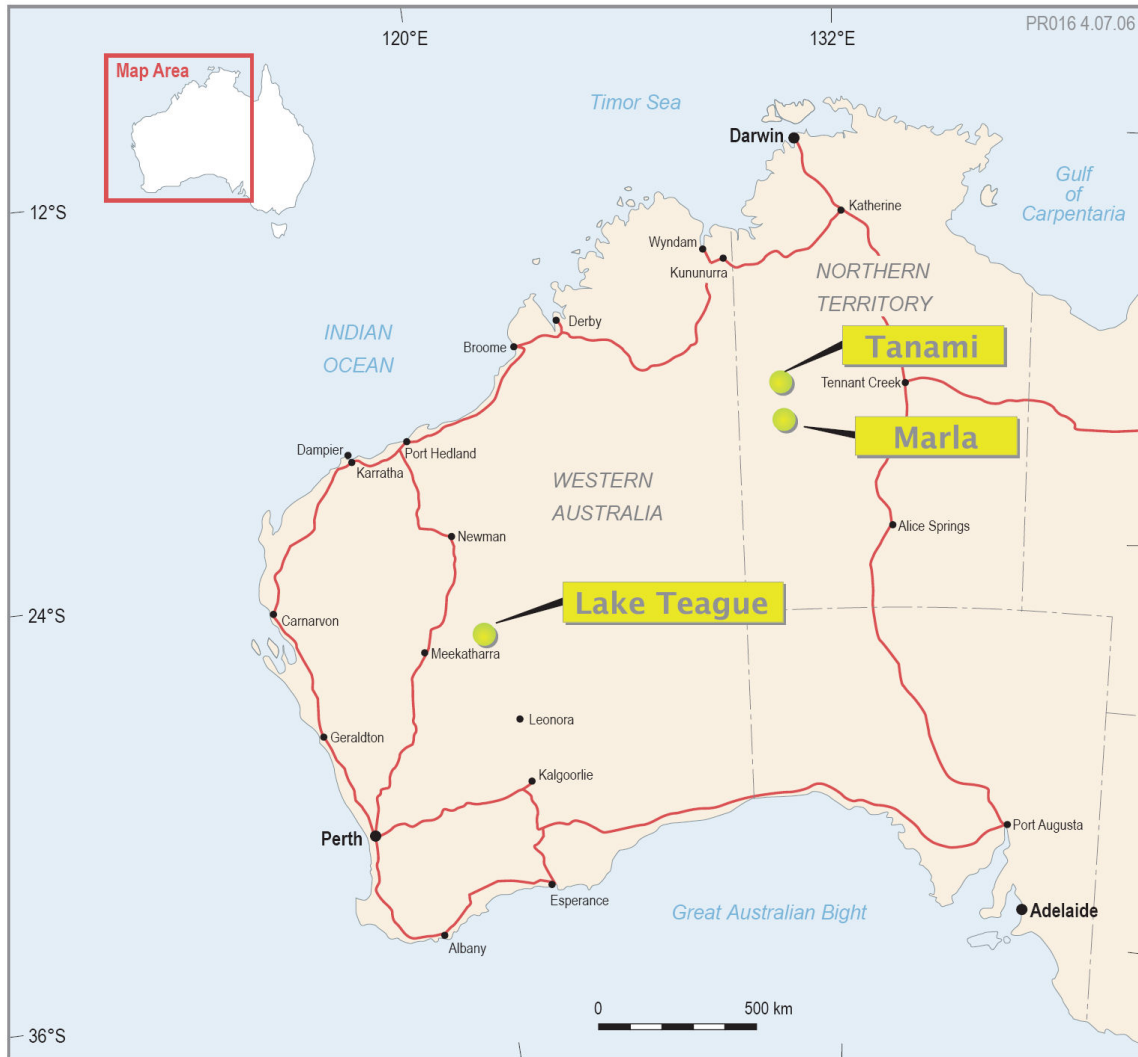 120°E
132°E
PR016 4.07.06
Map Area
Timor Sea
Darwin
Gulf
of
Carpentaria
12°S
Katherine
Wyndam
Kununurra
NORTHERN
TERRITORY
Derby
INDIAN
OCEAN
Broome
Tanami
Tennant Creek
Marla
Dampier
Port Hedland
Karratha
WESTERN
AUSTRALIA
Newman
Alice Springs
Lake Teague
24°S
Carnarvon
Meekatharra
Leonora
Geraldton
Kalgoorlie
Perth
Port Augusta
Esperance
Great Australian Bight
Adelaide
Albany
0
500 km
36°S